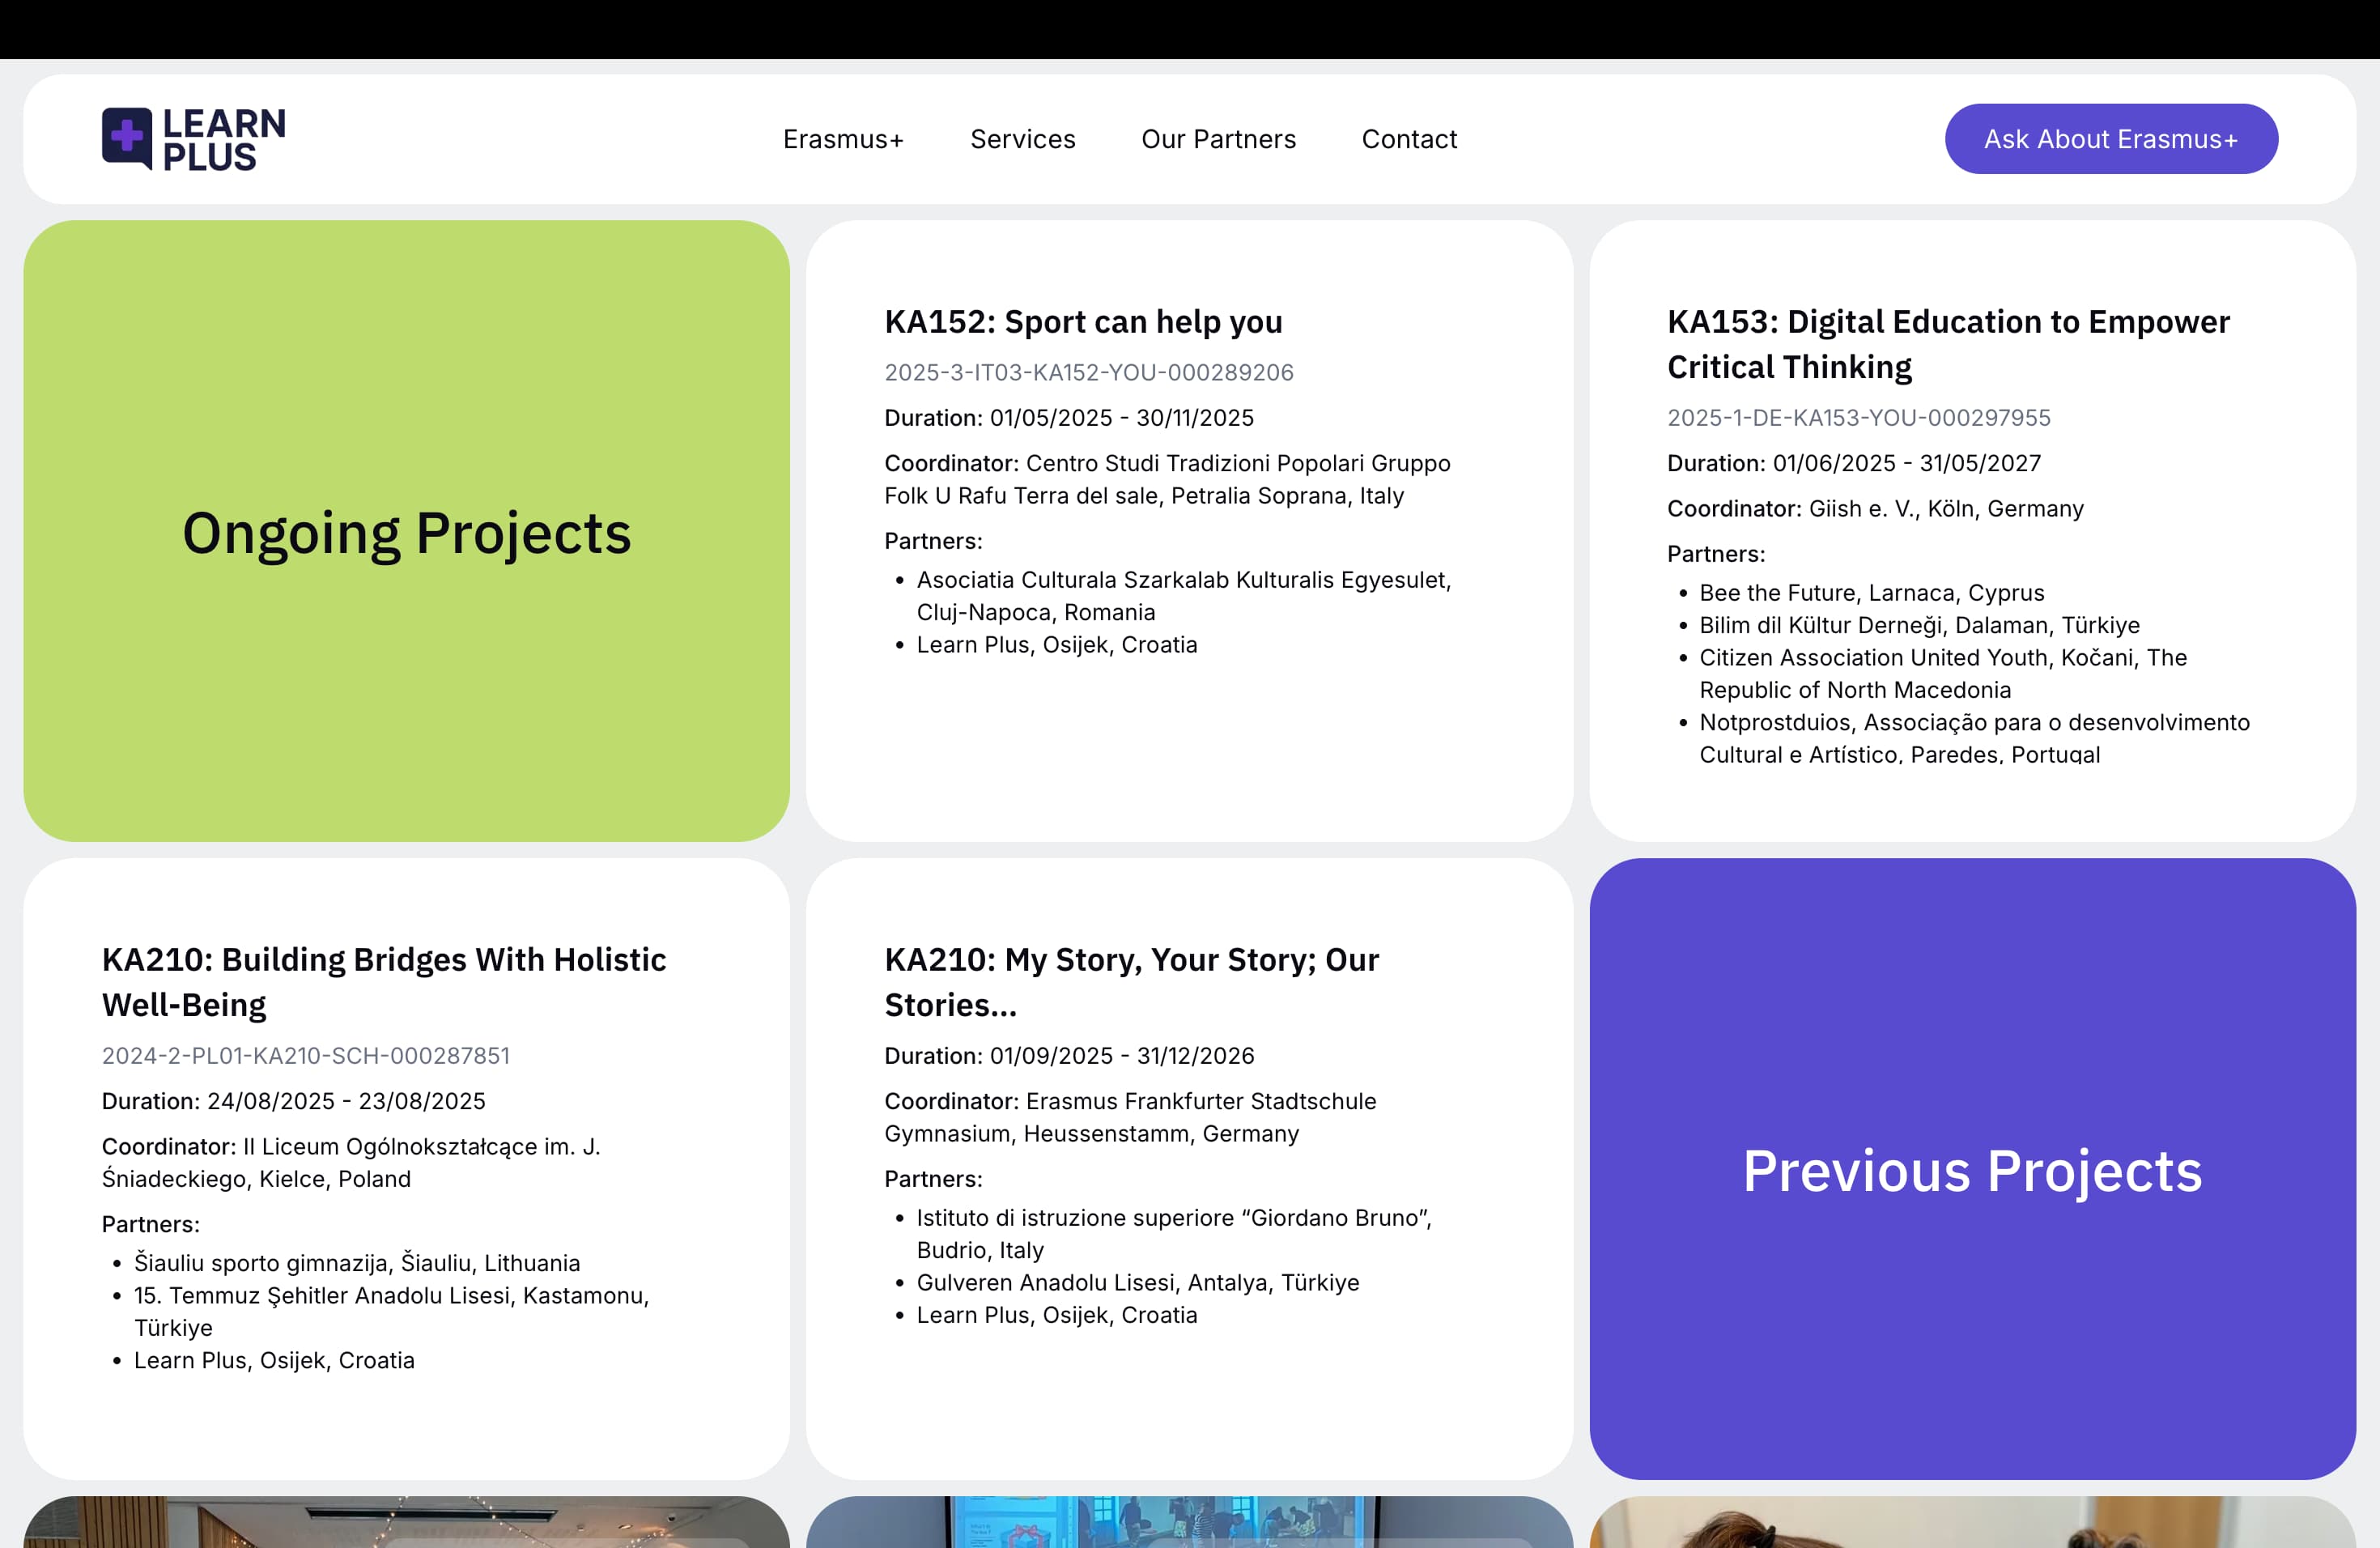 LEARN
PLUS
Erasmus+
Services
Our Partners
Contact
Ask About Erasmus+
Ongoing Projects
KA152: Sport can help you
2025-3-IT03-KA152-YOU-000289206
Duration: 01/05/2025 - 30/11/2025
Coordinator: Centro Studi Tradizioni Popolari Gruppo
Folk U Rafu Terra del sale, Petralia Soprana, Italy
Partners:
• Asociatia Culturala Szarkalab Kulturalis Egyesulet,
Cluj-Napoca, Romania
• Learn Plus, Osijek, Croatia
KA153: Digital Education to Empower
Critical Thinking
2025-1-DE-KA153-YOU-000297955
Duration: 01/06/2025 - 31/05/2027
Coordinator: Giish e. V., Köln, Germany
Partners:
• Bee the Future, Larnaca, Cyprus
• Bilim dil Kültur Derneği, Dalaman, Türkiye
• Citizen Association United Youth, Kočani, The
Republic of North Macedonia
• Notprostduios, Associação para o desenvolvimento
Cultural e Artístico, Paredes, Portugal
KA210: Building Bridges With Holistic
Well-Being
2024-2-PL01-KA210-SCH-000287851
Duration: 24/08/2025 - 23/08/2025
Coordinator: II Liceum Ogólnokształcące im. J.
Śniadeckiego, Kielce, Poland
Partners:
• Šiauliu sporto gimnazija, Šiauliu, Lithuania
• 15. Temmuz Şehitler Anadolu Lisesi, Kastamonu,
Türkiye
• Learn Plus, Osijek, Croatia
KA210: My Story, Your Story; Our
Stories...
Duration: 01/09/2025 - 31/12/2026
Coordinator: Erasmus Frankfurter Stadtschule
Gymnasium, Heussenstamm, Germany
Partners:
• Istituto di istruzione superiore “Giordano Bruno”,
Budrio, Italy
• Gulveren Anadolu Lisesi, Antalya, Türkiye
• Learn Plus, Osijek, Croatia
Previous Projects